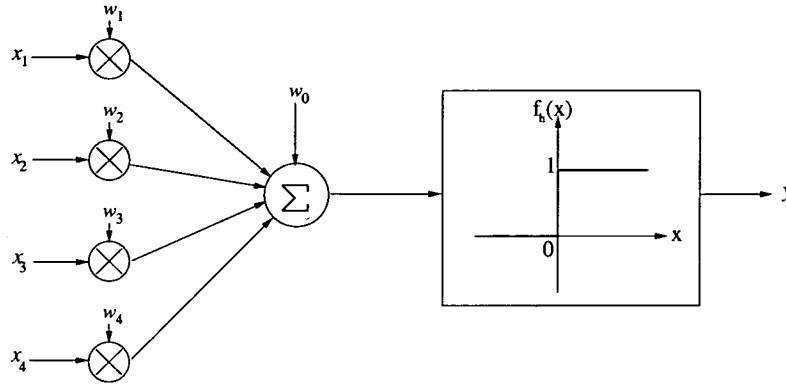 w₁
x₁
w₂
x₂
w₃
x₃
w₄
x₄
w₀
Σ
fₕ(x)
1
0
x
y